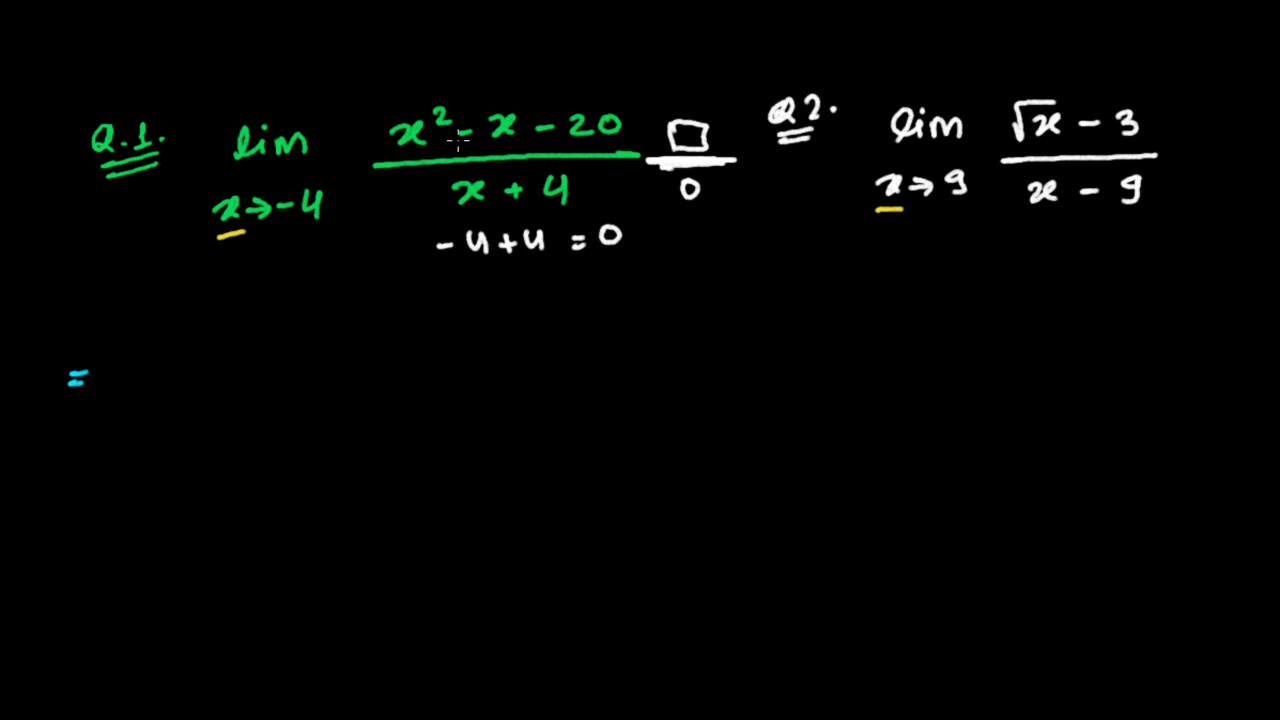 Q.1. lim x→-4 x² - x - 20 / x + 4 □ / 0
-4+4 = 0
Q2. lim x→9 √x - 3 / x - 9
=